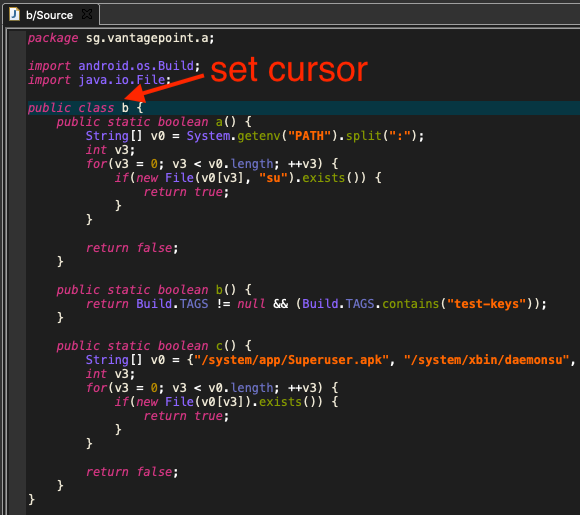 b/Source
package sg.vantagepoint.a;
import android.os.Build;
import java.io.File;
set cursor
public class b {
    public static boolean a() {
        String[] v0 = System.getenv("PATH").split(":");
        int v3;
        for(v3 = 0; v3 < v0.length; ++v3) {
            if(new File(v0[v3], "su").exists()) {
                return true;
            }
        }
        return false;
    }
    public static boolean b() {
        return Build.TAGS != null && (Build.TAGS.contains("test-keys"));
    }
    public static boolean c() {
        String[] v0 = {"/system/app/Superuser.apk", "/system/xbin/daemonsu",
        int v3;
        for(v3 = 0; v3 < v0.length; ++v3) {
            if(new File(v0[v3]).exists()) {
                return true;
            }
        }
        return false;
    }
}